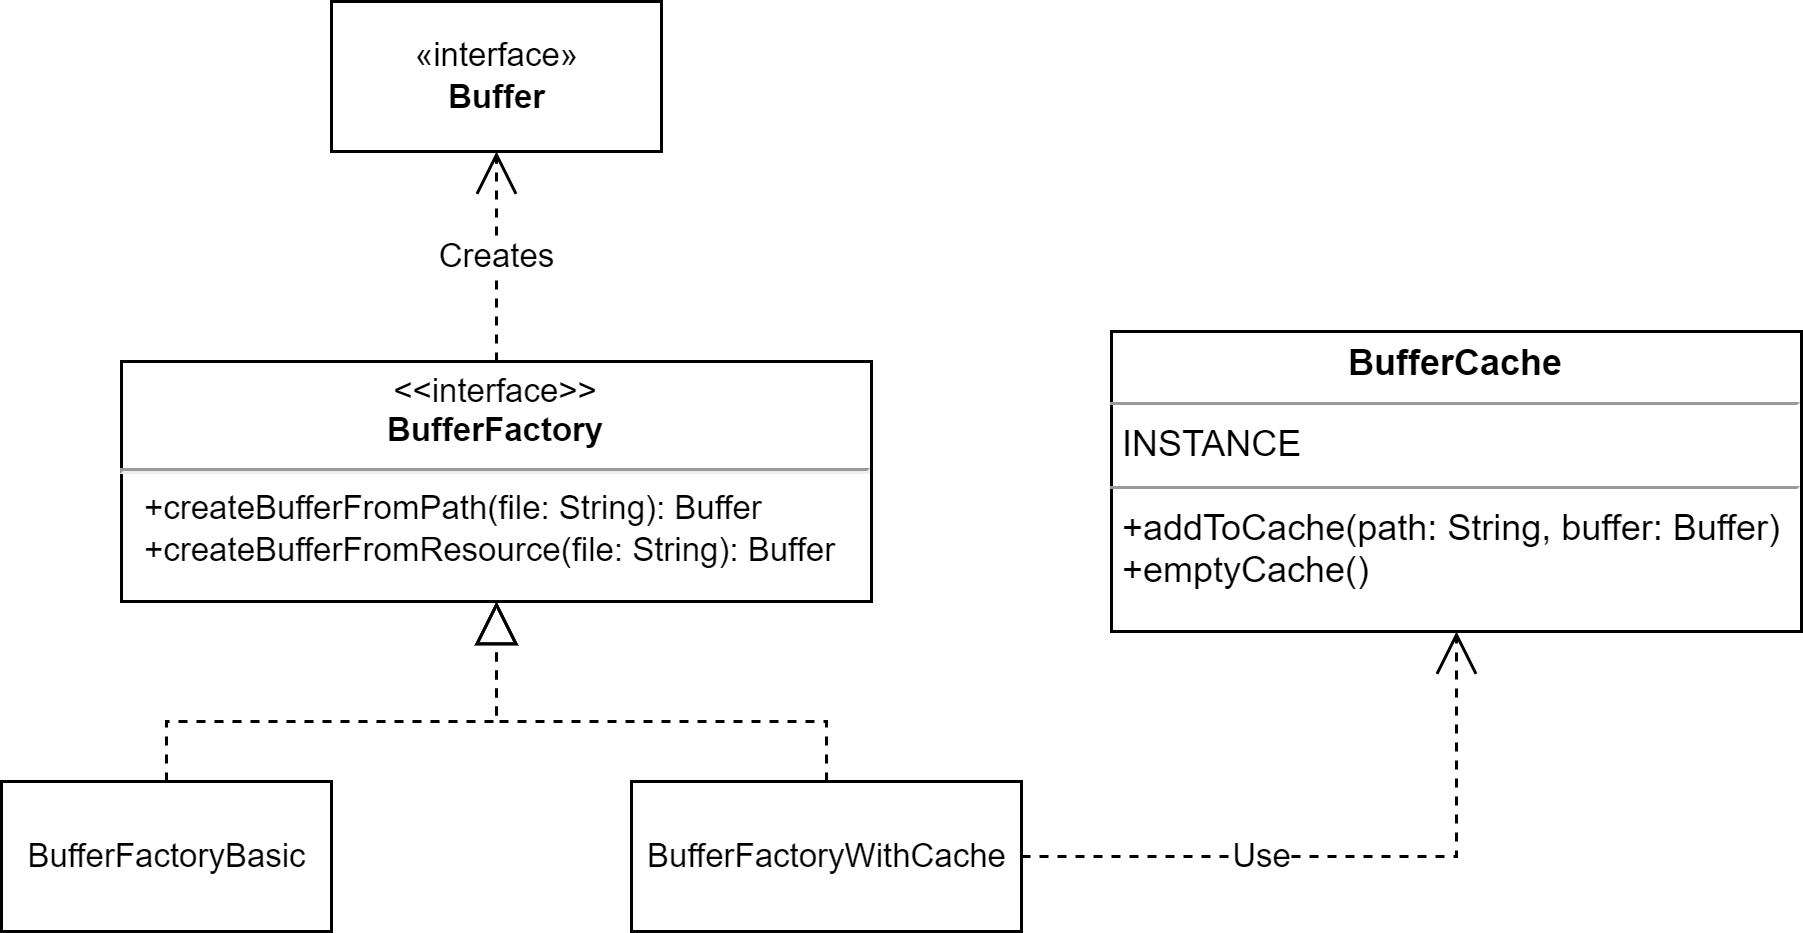 «interface»
Buffer
Creates
<<interface>>
BufferFactory
+createBufferFromPath(file: String): Buffer
+createBufferFromResource(file: String): Buffer
BufferCache
INSTANCE
+addToCache(path: String, buffer: Buffer)
+emptyCache()
BufferFactoryBasic
BufferFactoryWithCache
Use